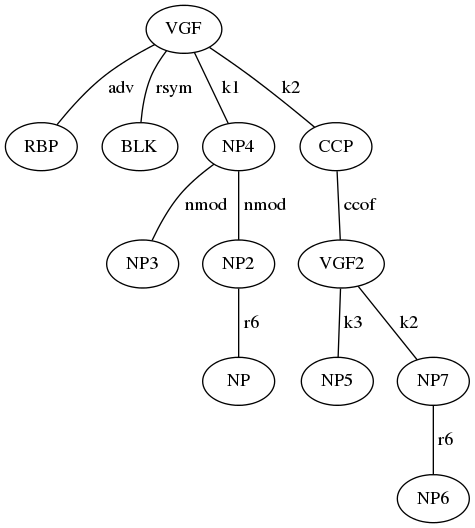 VGF
adv rsym k1 k2
RBP BLK NP4 CCP
nmod nmod ccof
NP3 NP2 VGF2
r6 k3 k2
NP NP5 NP7
r6
NP6